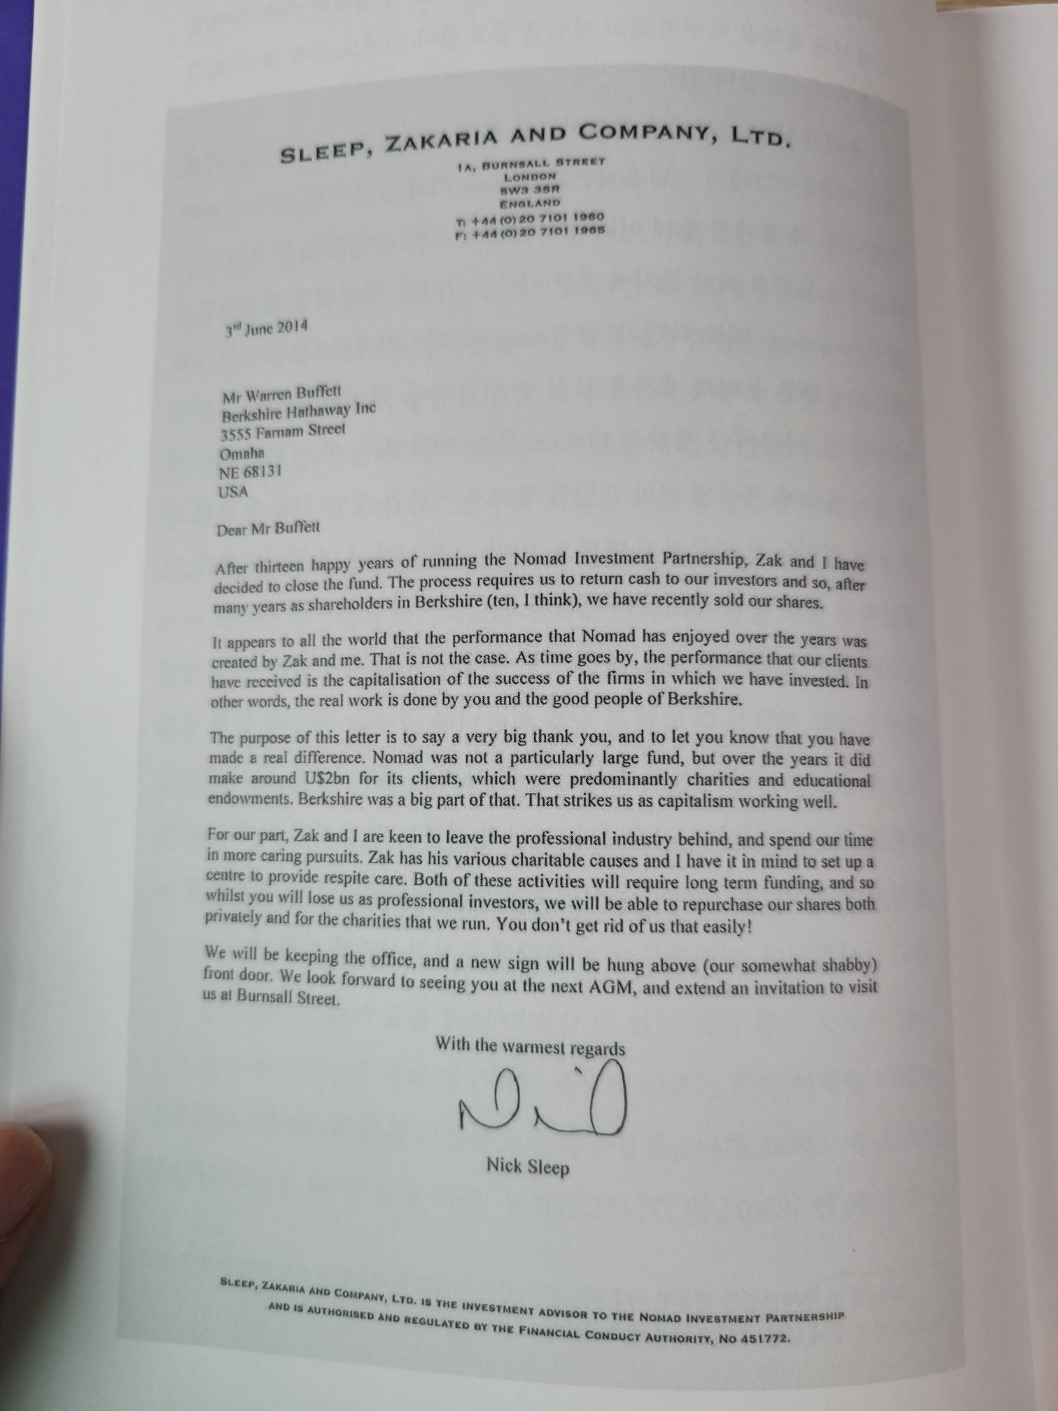 SLEEP, ZAKARIA AND COMPANY, LTD.
1A, BURNSALL STREET
LONDON
SW3 3SR
ENGLAND
T: +44 (0) 20 7101 1960
F: +44 (0) 20 7101 1965
3rd June 2014
Mr Warren Buffett
Berkshire Hathaway Inc
3555 Farnam Street
Omaha
NE 68131
USA
Dear Mr Buffett
After thirteen happy years of running the Nomad Investment Partnership, Zak and I have
decided to close the fund. The process requires us to return cash to our investors and so, after
many years as shareholders in Berkshire (ten, I think), we have recently sold our shares.
It appears to all the world that the performance that Nomad has enjoyed over the years was
created by Zak and me. That is not the case. As time goes by, the performance that our clients
have received is the capitalisation of the success of the firms in which we have invested. In
other words, the real work is done by you and the good people of Berkshire.
The purpose of this letter is to say a very big thank you, and to let you know that you have
made a real difference. Nomad was not a particularly large fund, but over the years it did
make around U$2bn for its clients, which were predominantly charities and educational
endowments. Berkshire was a big part of that. That strikes us as capitalism working well.
For our part, Zak and I are keen to leave the professional industry behind, and spend our time
in more caring pursuits. Zak has his various charitable causes and I have it in mind to set up a
centre to provide respite care. Both of these activities will require long term funding, and so
whilst you will lose us as professional investors, we will be able to repurchase our shares both
privately and for the charities that we run. You don't get rid of us that easily!
We will be keeping the office, and a new sign will be hung above (our somewhat shabby)
front door. We look forward to seeing you at the next AGM, and extend an invitation to visit
us at Burnsall Street.
With the warmest regards
Nick Sleep
SLEEP, ZAKARIA AND COMPANY, LTD. IS THE INVESTMENT ADVISOR TO THE NOMAD INVESTMENT PARTNERSHIP
AND IS AUTHORISED AND REGULATED BY THE FINANCIAL CONDUCT AUTHORITY, NO 451772.